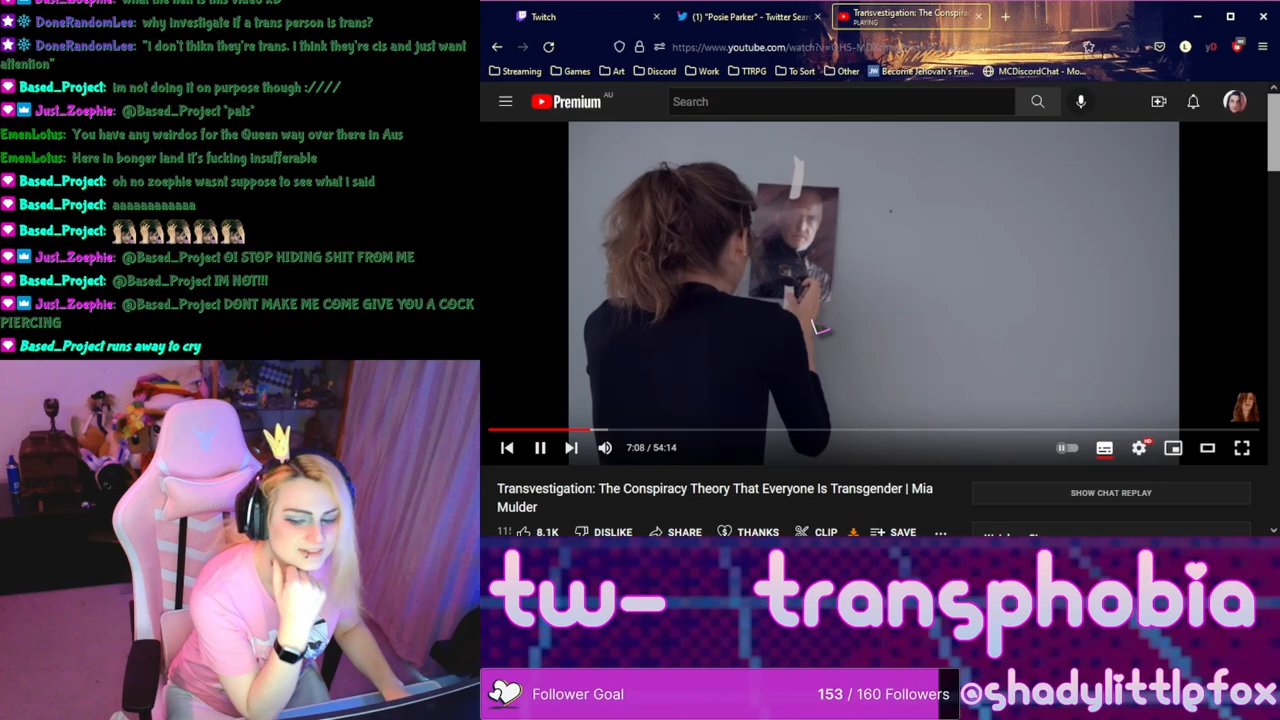 DoneRandomLee: why investigate if a trans person is trans?
DoneRandomLee: "I don't thikn they're trans. I think they're cis and just want
attention"
Based_Project: im not doing it on purpose though :////
Just_Zoephie: @Based_Project *pats*
EmenLotus: You have any weirdos for the Queen way over there in Aus
EmenLotus: Here in bonger land it's fucking insufferable
Based_Project: oh no zoephie wasnt suppose to see what i said
Based_Project: aaaaaaaaaaaa
Based_Project:
Just_Zoephie: @Based_Project OI STOP HIDING SHIT FROM ME
Based_Project: @Based_Project IM NOT!!!
Just_Zoephie: @Based_Project DONT MAKE ME COME GIVE YOU A COCK
PIERCING
Based_Project runs away to cry
Twitch
(1) "Posie Parker" - Twitter Sear
Transvestigation: The Conspira
PLAYING
https://www.youtube.com/watch?v=
Streaming
Games
Art
Discord
Work
TTRPG
To Sort
Other
Become Jehovah's Frie...
MCDiscordChat - Mo...
Premium AU
Search
7:08 / 54:14
HD
Transvestigation: The Conspiracy Theory That Everyone Is Transgender | Mia
Mulder
8.1K
DISLIKE
SHARE
THANKS
CLIP
SAVE
SHOW CHAT REPLAY
tw- transphobia
Follower Goal
153 / 160 Followers
@shadylittlefox